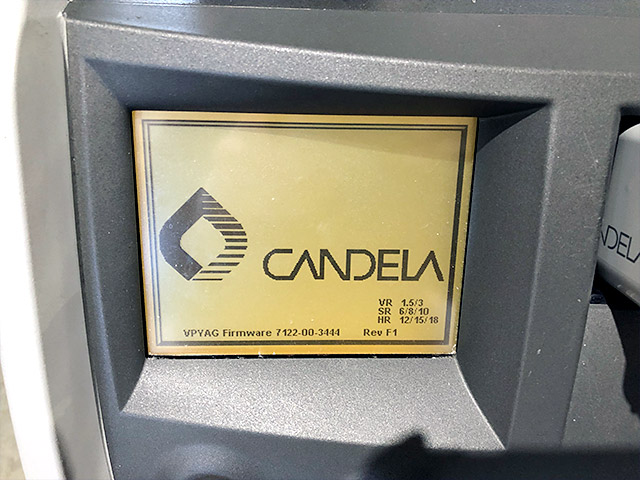 CANDELA
VR 1.5/3
SR 6/8/10
HR 12/15/18
VPYAG Firmware 7122-00-3444 Rev F1
CANDELA